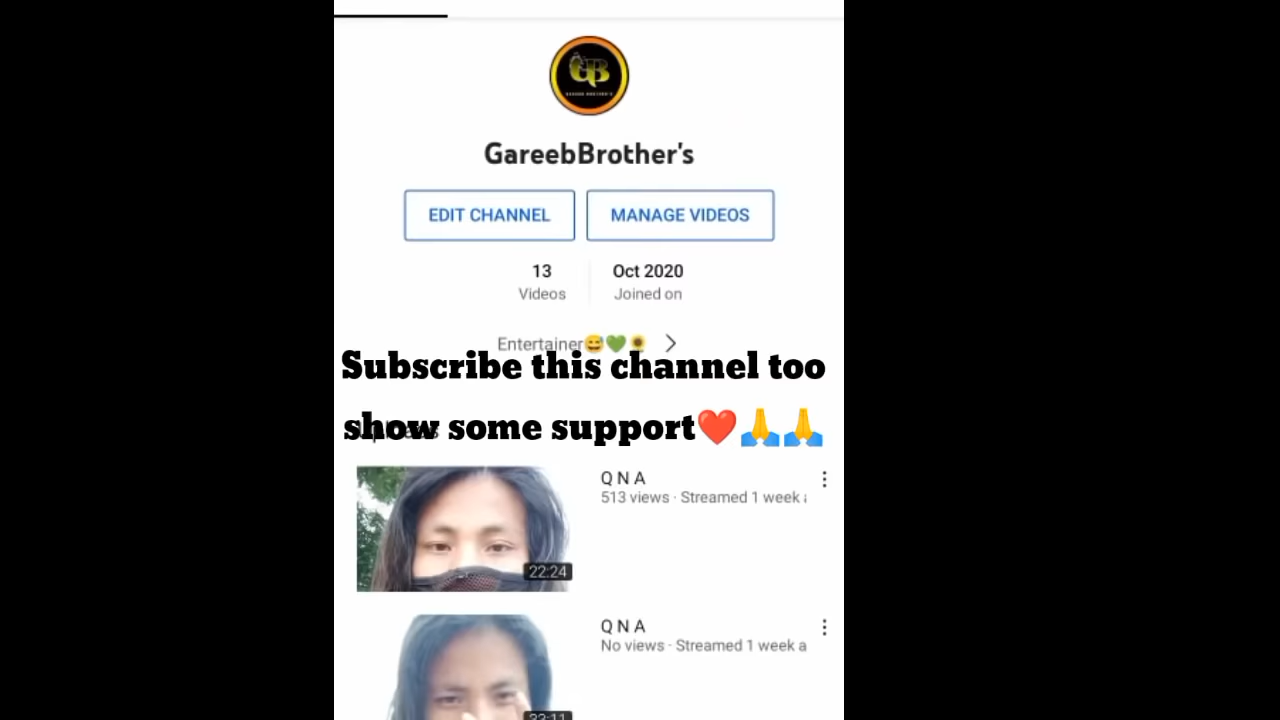 GB
GareebBrother's
EDIT CHANNEL
MANAGE VIDEOS
13
Oct 2020
Videos
Joined on
Entertainer😅💚🌻
Subscribe this channel too
show some support❤️🙏🙏
Q N A
513 views · Streamed 1 week
22:24
Q N A
No views · Streamed 1 week a